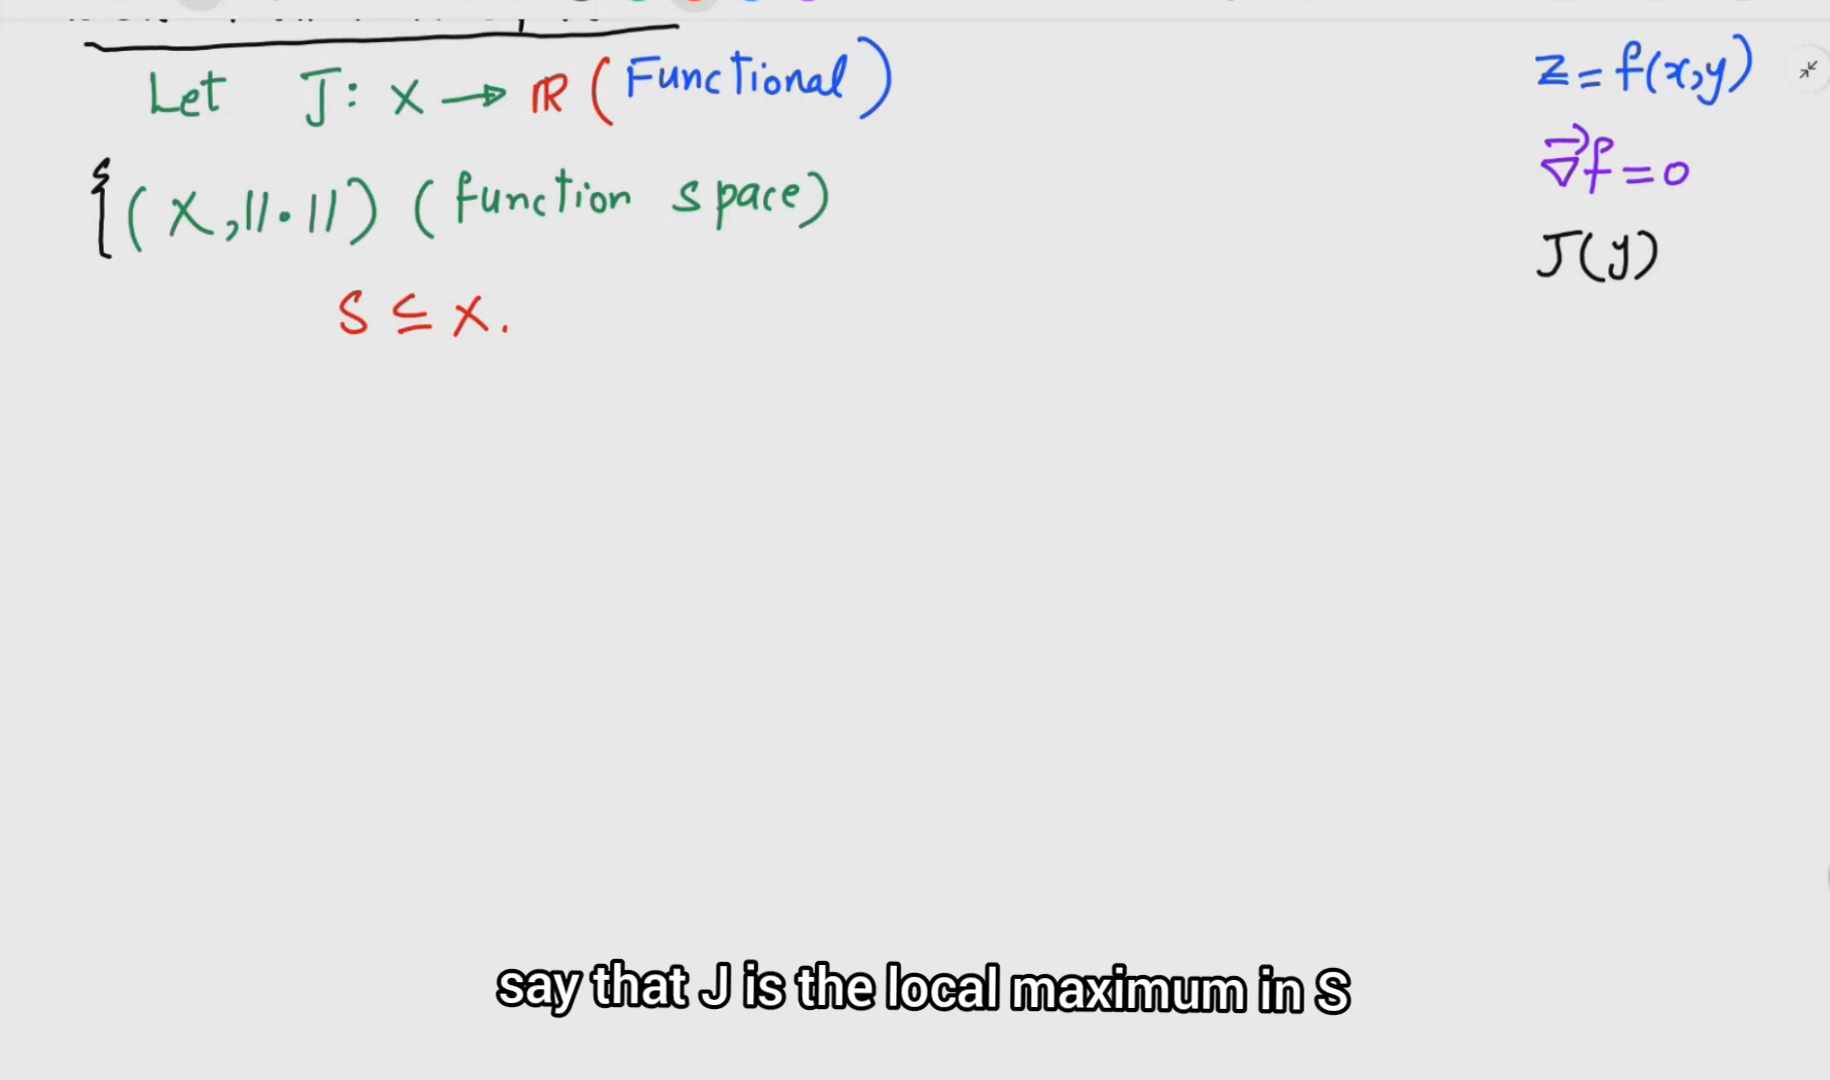 Let J: X → ℝ (Functional)
{(X, ||·||) (function space)
S ⊆ X.
z = f(x,y)
∇⃗f = 0
J(y)
say that J is the local maximum in S